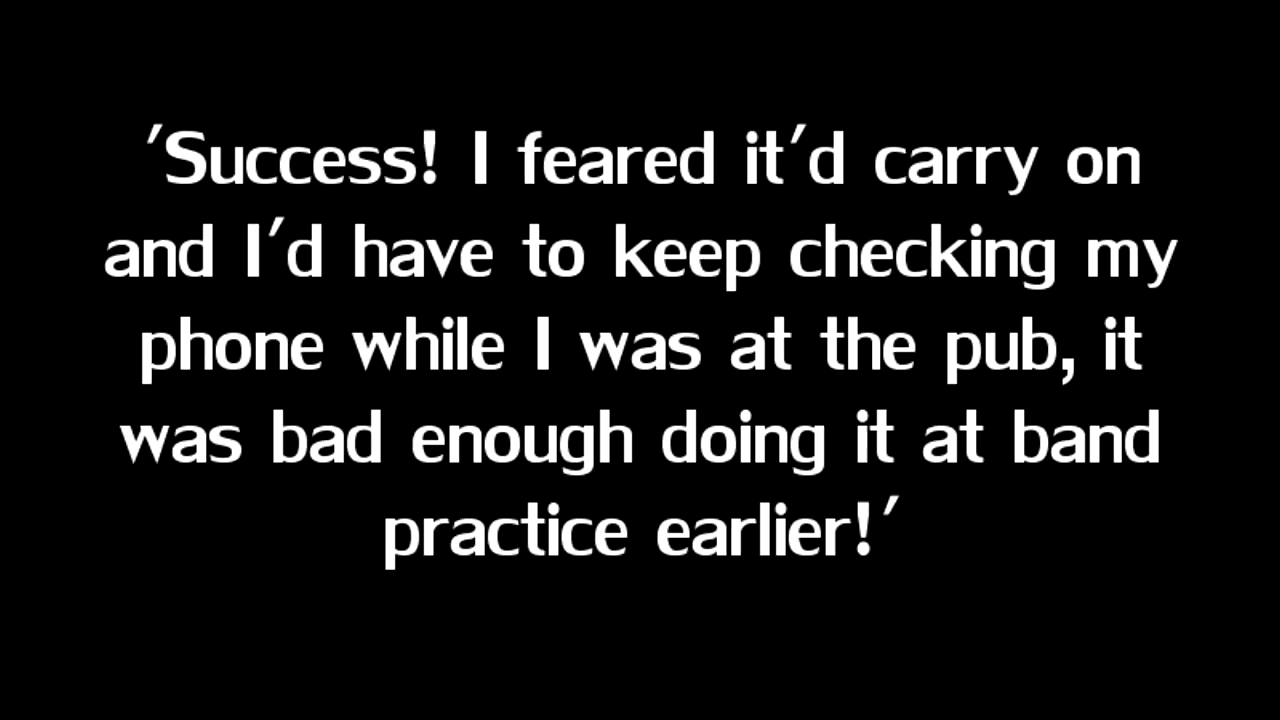 'Success! I feared it'd carry on
and I'd have to keep checking my
phone while I was at the pub, it
was bad enough doing it at band
practice earlier!'